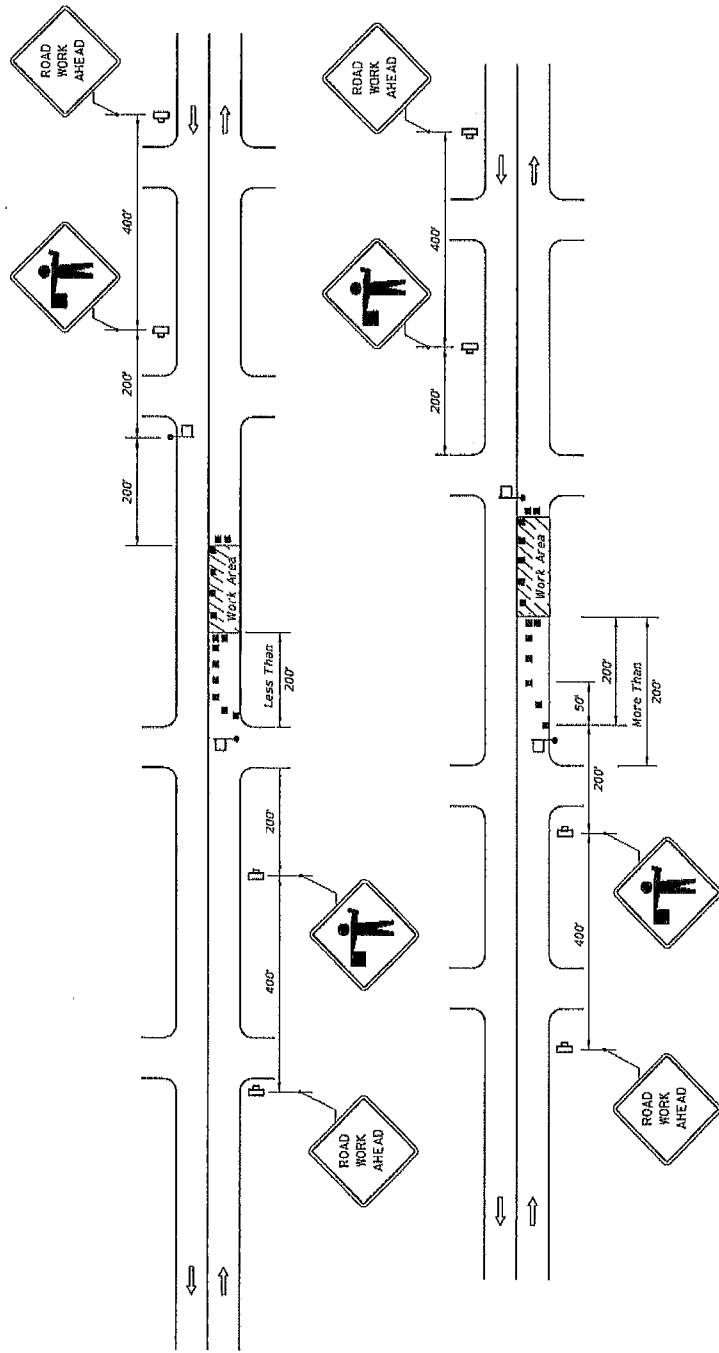 ROAD
WORK
AHEAD
400'
200'
200'
Work Area
Less Than
200'
200'
400'
ROAD
WORK
AHEAD
ROAD
WORK
AHEAD
400'
200'
Work Area
200'
More Than
200'
50'
200'
400'
ROAD
WORK
AHEAD